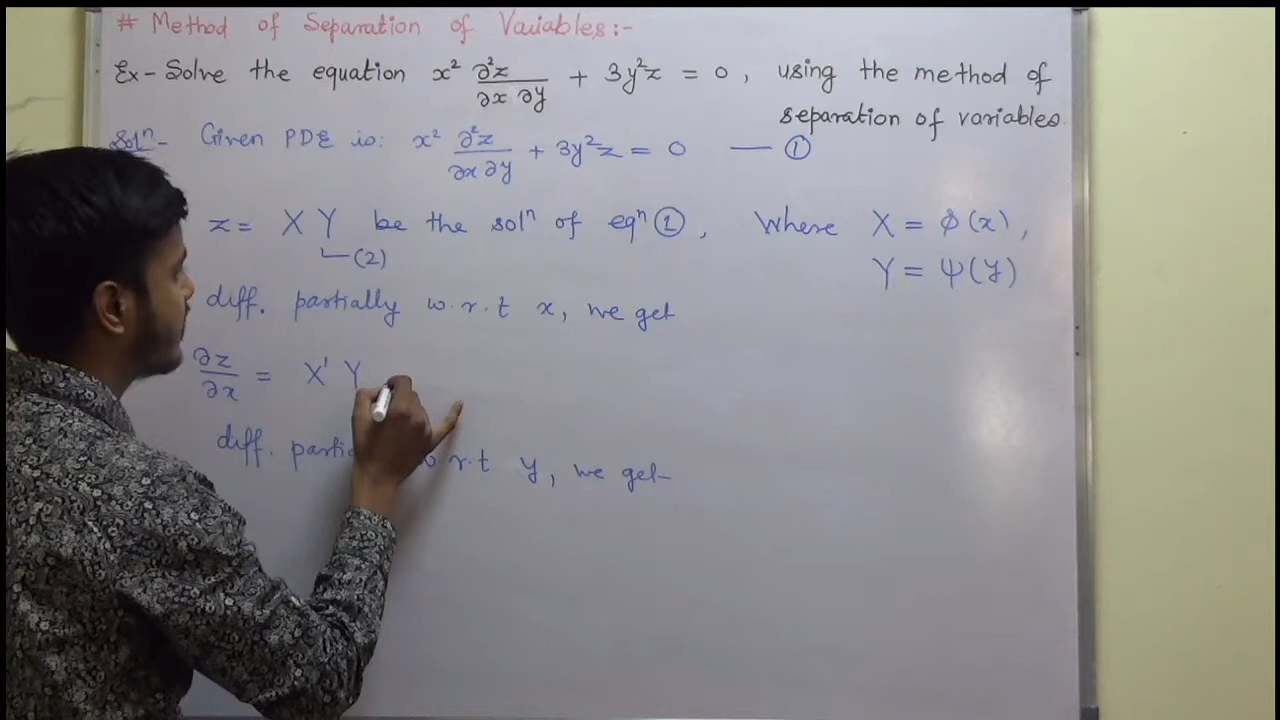 # Method of Separation of Variables:-
Ex- Solve the equation x² ∂²z/∂x ∂y + 3y²z = 0, using the method of
separation of variables.
Solⁿ- Given PDE is: x² ∂²z/∂x ∂y + 3y²z = 0 — ①
z = X Y be the solⁿ of eqⁿ ①, Where X = φ(x),
(2) Y = ψ(y)
diff. partially w.r.t x, we get
∂z/∂x = X' Y
diff. w.r.t y, we get-